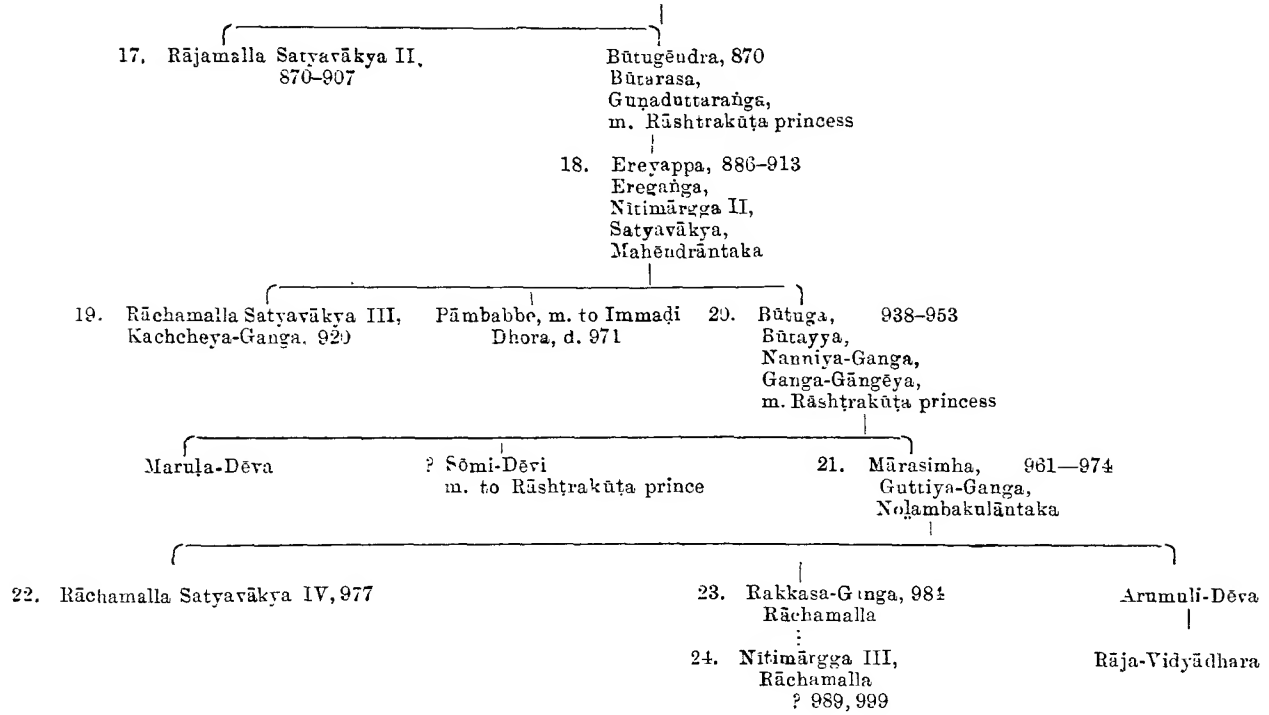 17. Rājamalla Satyavākya II,
870–907
Būtugēndra, 870
Būtarasa,
Guṇaduttaraṅga,
m. Rāshtrakūṭa princess
18. Ereyappa, 886–913
Eregaṅga,
Nītimārgga II,
Satyavākya,
Mahēndrāntaka
19. Rāchamalla Satyavākya III,
Kachcheya-Ganga, 920
Pāmbabbe, m. to Immaḍi
Dhora, d. 971
20. Būtuga, 938–953
Būtayya,
Nanniya-Ganga,
Ganga-Gāngēya,
m. Rāshṭrakūṭa princess
Maruḷa-Dēva
? Sōmi-Dēvi
m. to Rāshṭrakūṭa prince
21. Mārasimha, 961—974
Guttiya-Ganga,
Noḷambakulāntaka
22. Rāchamalla Satyavākya IV, 977
23. Rakkasa-Ganga, 984
Rāchamalla
Arumuli-Dēva
24. Nītimārgga III,
Rāchamalla
? 989, 999
Rāja-Vidyādhara